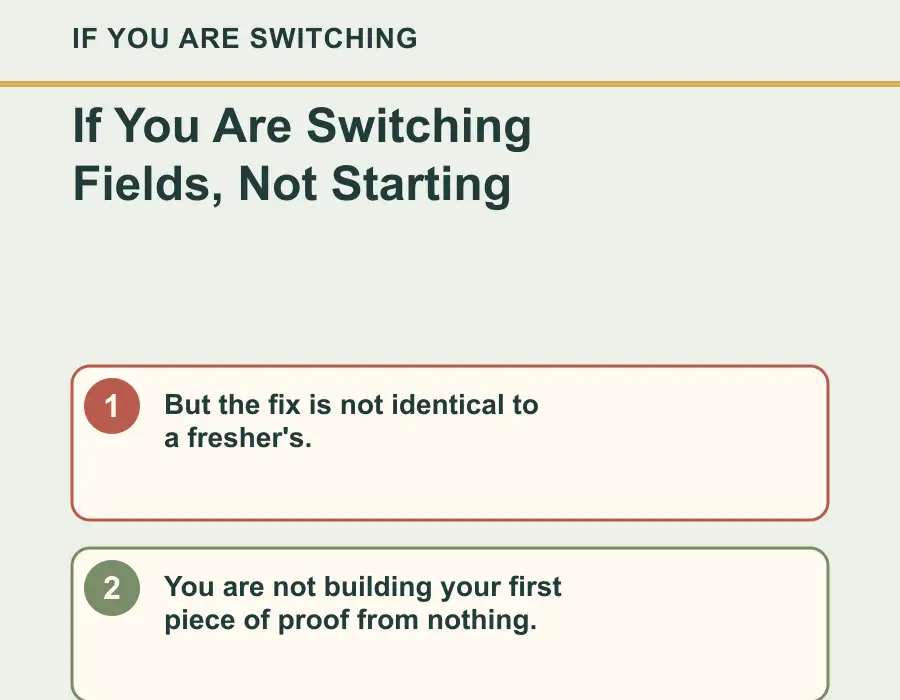 IF YOU ARE SWITCHING
If You Are Switching
Fields, Not Starting
1
But the fix is not identical to
a fresher's.
2
You are not building your first
piece of proof from nothing.